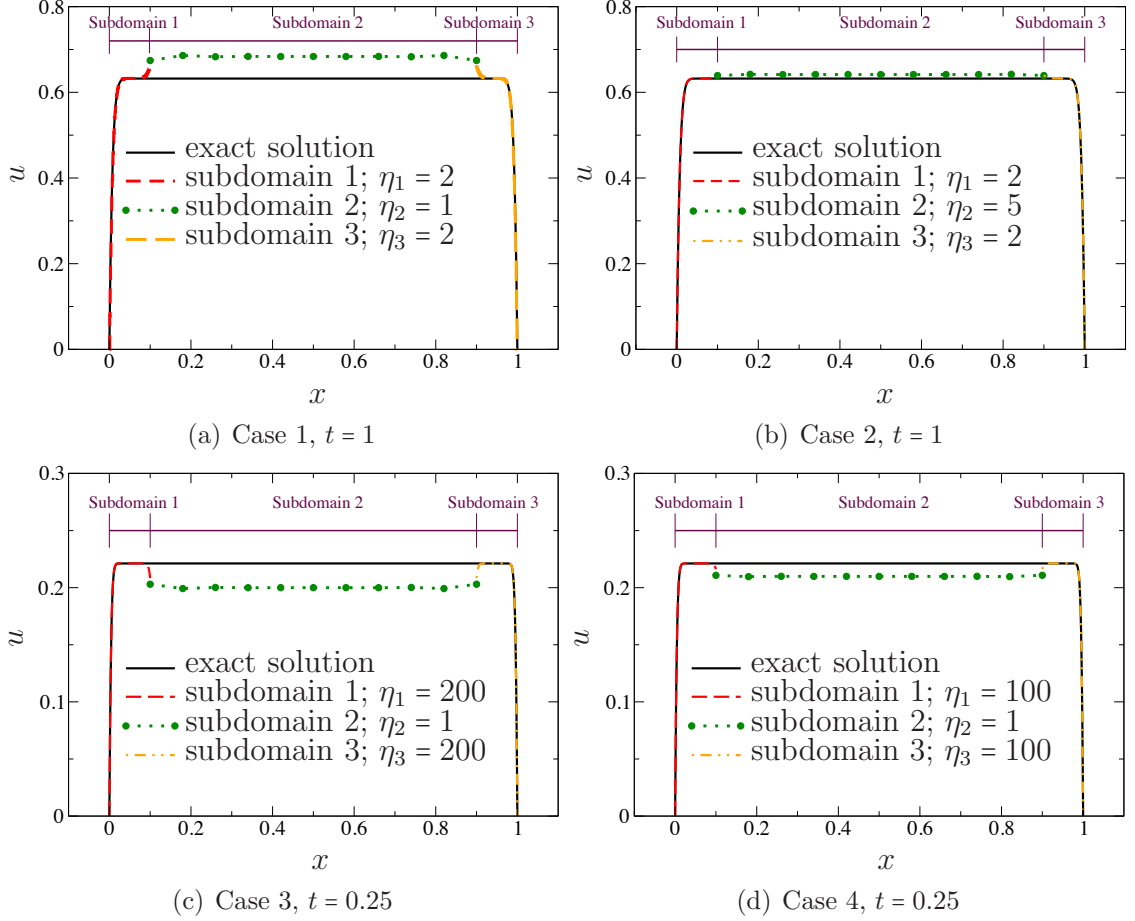 Subdomain 1 Subdomain 2 Subdomain 3
0.8
0.6
0.4
0.2
0
u
exact solution
subdomain 1; η₁ = 2
subdomain 2; η₂ = 1
subdomain 3; η₃ = 2
0 0.2 0.4 0.6 0.8 1
x
(a) Case 1, t = 1
Subdomain 1 Subdomain 2 Subdomain 3
0.8
0.6
0.4
0.2
0
u
exact solution
subdomain 1; η₁ = 2
subdomain 2; η₂ = 5
subdomain 3; η₃ = 2
0 0.2 0.4 0.6 0.8 1
x
(b) Case 2, t = 1
0.3
Subdomain 1 Subdomain 2 Subdomain 3
0.2
0.1
0
u
exact solution
subdomain 1; η₁ = 200
subdomain 2; η₂ = 1
subdomain 3; η₃ = 200
0 0.2 0.4 0.6 0.8 1
x
(c) Case 3, t = 0.25
0.3
Subdomain 1 Subdomain 2 Subdomain 3
0.2
0.1
0
u
exact solution
subdomain 1; η₁ = 100
subdomain 2; η₂ = 1
subdomain 3; η₃ = 100
0 0.2 0.4 0.6 0.8 1
x
(d) Case 4, t = 0.25